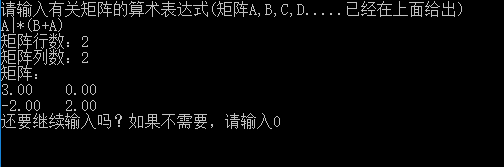 请输入有关矩阵的算术表达式(矩阵A,B,C,D.....已经在上面给出)
A|*(B+A)
矩阵行数: 2
矩阵列数: 2
矩阵:
3.00 0.00
-2.00 2.00
还要继续输入吗？如果不需要，请输入0